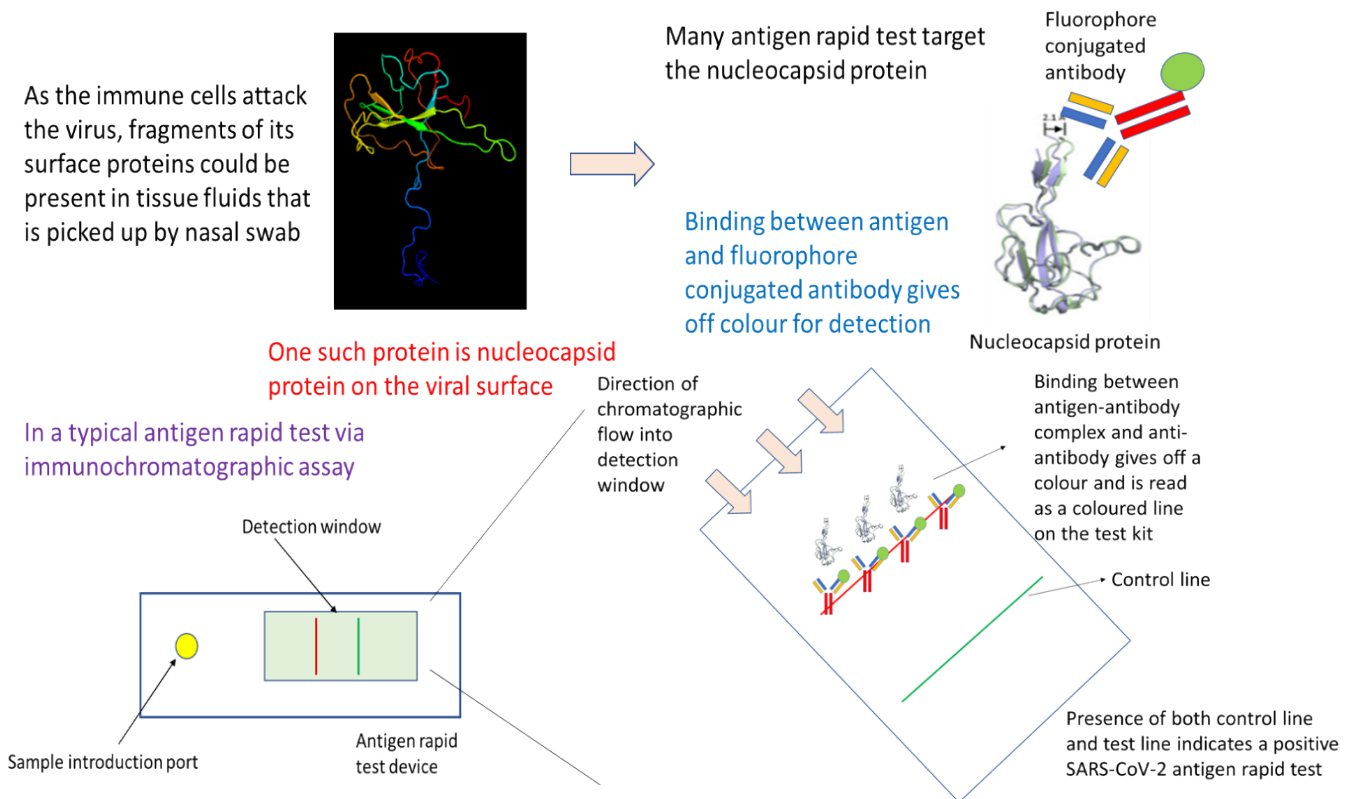 As the immune cells attack
the virus, fragments of its
surface proteins could be
present in tissue fluids that
is picked up by nasal swab
Many antigen rapid test target
the nucleocapsid protein
Fluorophore
conjugated
antibody
2.1 Å
Binding between antigen
and fluorophore
conjugated antibody gives
off colour for detection
Nucleocapsid protein
One such protein is nucleocapsid
protein on the viral surface
In a typical antigen rapid test via
immunochromatographic assay
Detection window
Sample introduction port
Antigen rapid
test device
Direction of
chromatographic
flow into
detection
window
Binding between
antigen-antibody
complex and anti-
antibody gives off a
colour and is read
as a coloured line
on the test kit
Control line
Presence of both control line
and test line indicates a positive
SARS-CoV-2 antigen rapid test